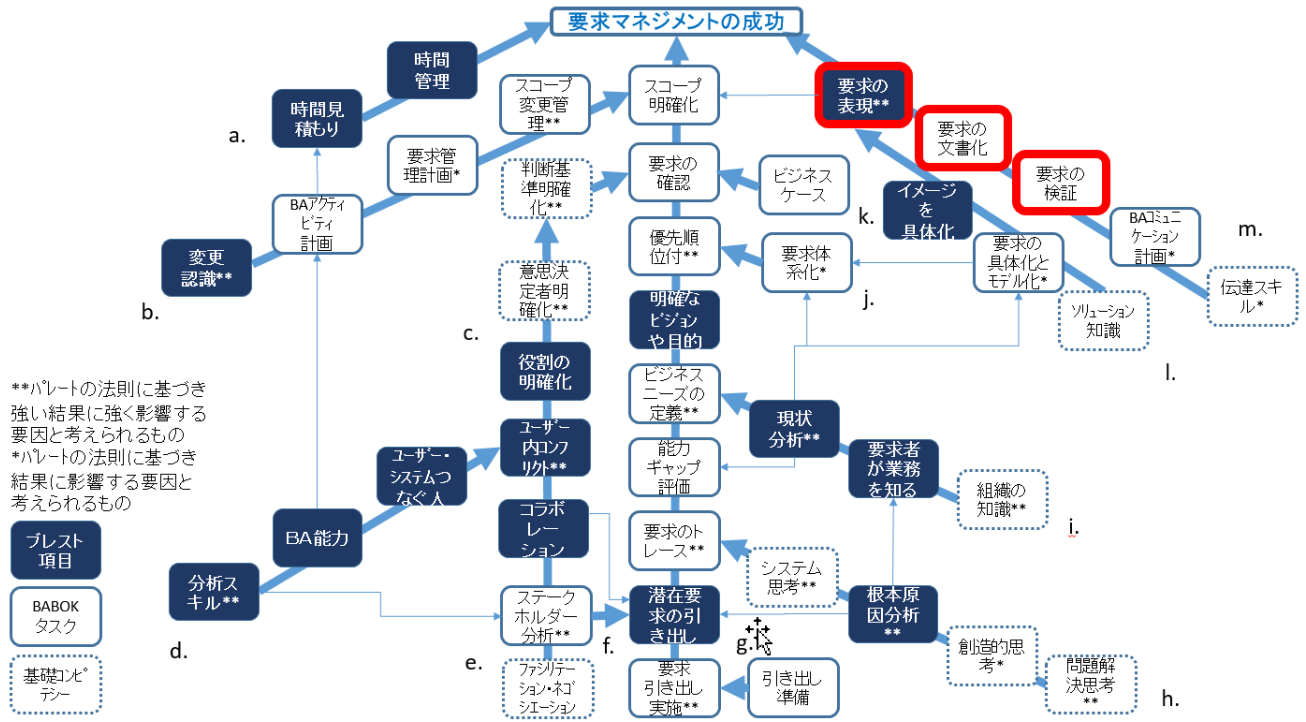 要求マネジメントの成功
時間
管理
時間見
積もり
a.
スコープ
変更管
理**
スコープ
明確化
要求の
表現**
要求の
文書化
要求管
理計画*
判断基
準明確
化**
要求の
確認
ビジネス
ケース
イメージ
を
具体化
k.
要求の
検証
BAアクティ
ビティ
計画
変更
認識**
b.
意思決
定者明
確化**
c.
優先順
位付**
要求体
系化*
j.
要求の
具体化と
モデル化*
BAコミュニ
ケーション
計画*
m.
伝達スキ
ル*
ソリューション
知識
l.
明確な
ビジョン
や目的
役割の
明確化
**パレートの法則に基づき
強い結果に強く影響する
要因と考えられるもの
*パレートの法則に基づき
結果に影響する要因と
考えられるもの
ビジネス
ニーズの
定義**
現状
分析**
ユーザー
内コンフ
リクト**
ユーザー・
システムつ
なぐ人
能力
ギャップ
評価
要求者
が業務
を知る
組織の
知識**
i.
ブレスト
項目
BA能力
コラボ
レー
ション
要求のト
レース**
システム
思考**
分析ス
キル**
d.
BABOK
タスク
ステーク
ホルダー
分析**
e.
f.
潜在要
求の引
き出し
g.
根本原
因分析
**
創造的思
考*
問題解
決思考
**
h.
基礎コンピ
テシー
ファシリテー
ション・ネゴ
シエーション
要求
引き出し
実施**
引き出し
準備